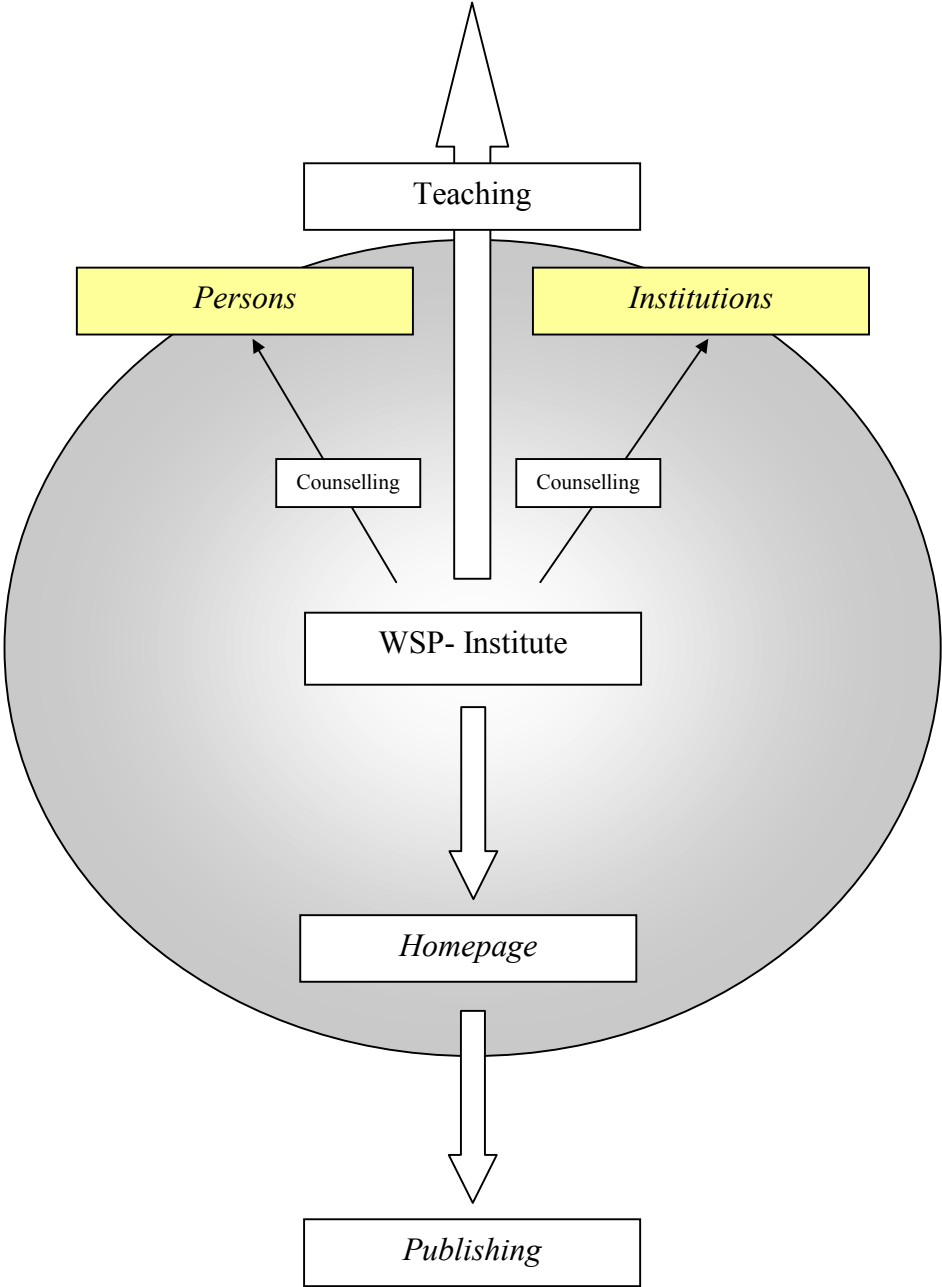 Teaching
Persons
Institutions
Counselling
Counselling
WSP- Institute
Homepage
Publishing